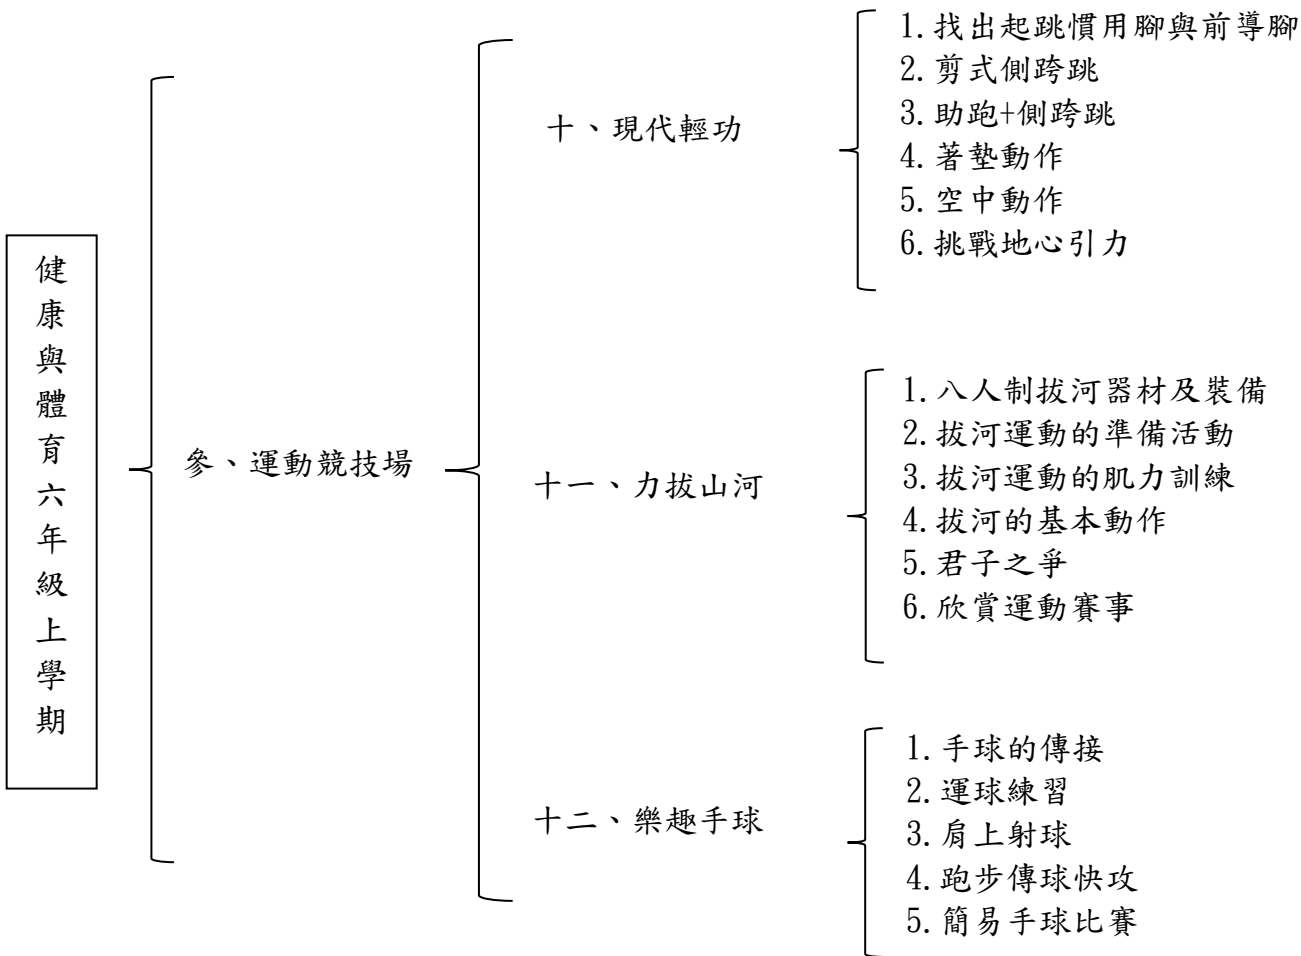 健康與體育六年級上學期
參、運動競技場
十、現代輕功
1.找出起跳慣用腳與前導腳
2.剪式側跨跳
3.助跑+側跨跳
4.著墊動作
5.空中動作
6.挑戰地心引力
十一、力拔山河
1.八人制拔河器材及裝備
2.拔河運動的準備活動
3.拔河運動的肌力訓練
4.拔河的基本動作
5.君子之爭
6.欣賞運動賽事
十二、樂趣手球
1.手球的傳接
2.運球練習
3.肩上射球
4.跑步傳球快攻
5.簡易手球比賽